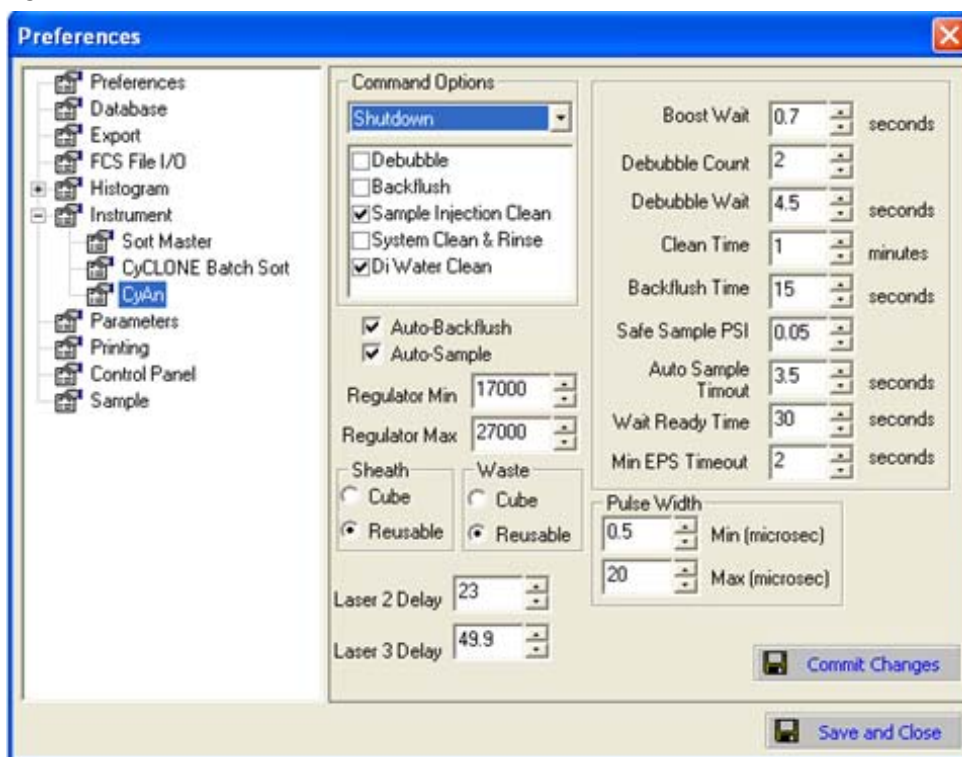 Preferences
Preferences
Database
Export
FCS File I/O
Histogram
Instrument
Sort Master
CyCLONE Batch Sort
CyAn
Parameters
Printing
Control Panel
Sample
Command Options
Shutdown
Debubble
Backflush
Sample Injection Clean
System Clean & Rinse
Di Water Clean
Auto-Backflush
Auto-Sample
Regulator Min 17000
Regulator Max 27000
Sheath
Cube
Reusable
Waste
Cube
Reusable
Laser 2 Delay 23
Laser 3 Delay 49.9
Boost Wait 0.7 seconds
Debubble Count 2
Debubble Wait 4.5 seconds
Clean Time 1 minutes
Backflush Time 15 seconds
Safe Sample PSI 0.05
Auto Sample
Timout 3.5 seconds
Wait Ready Time 30 seconds
Min EPS Timeout 2 seconds
Pulse Width
0.5 Min (microsec)
20 Max (microsec)
Commit Changes
Save and Close